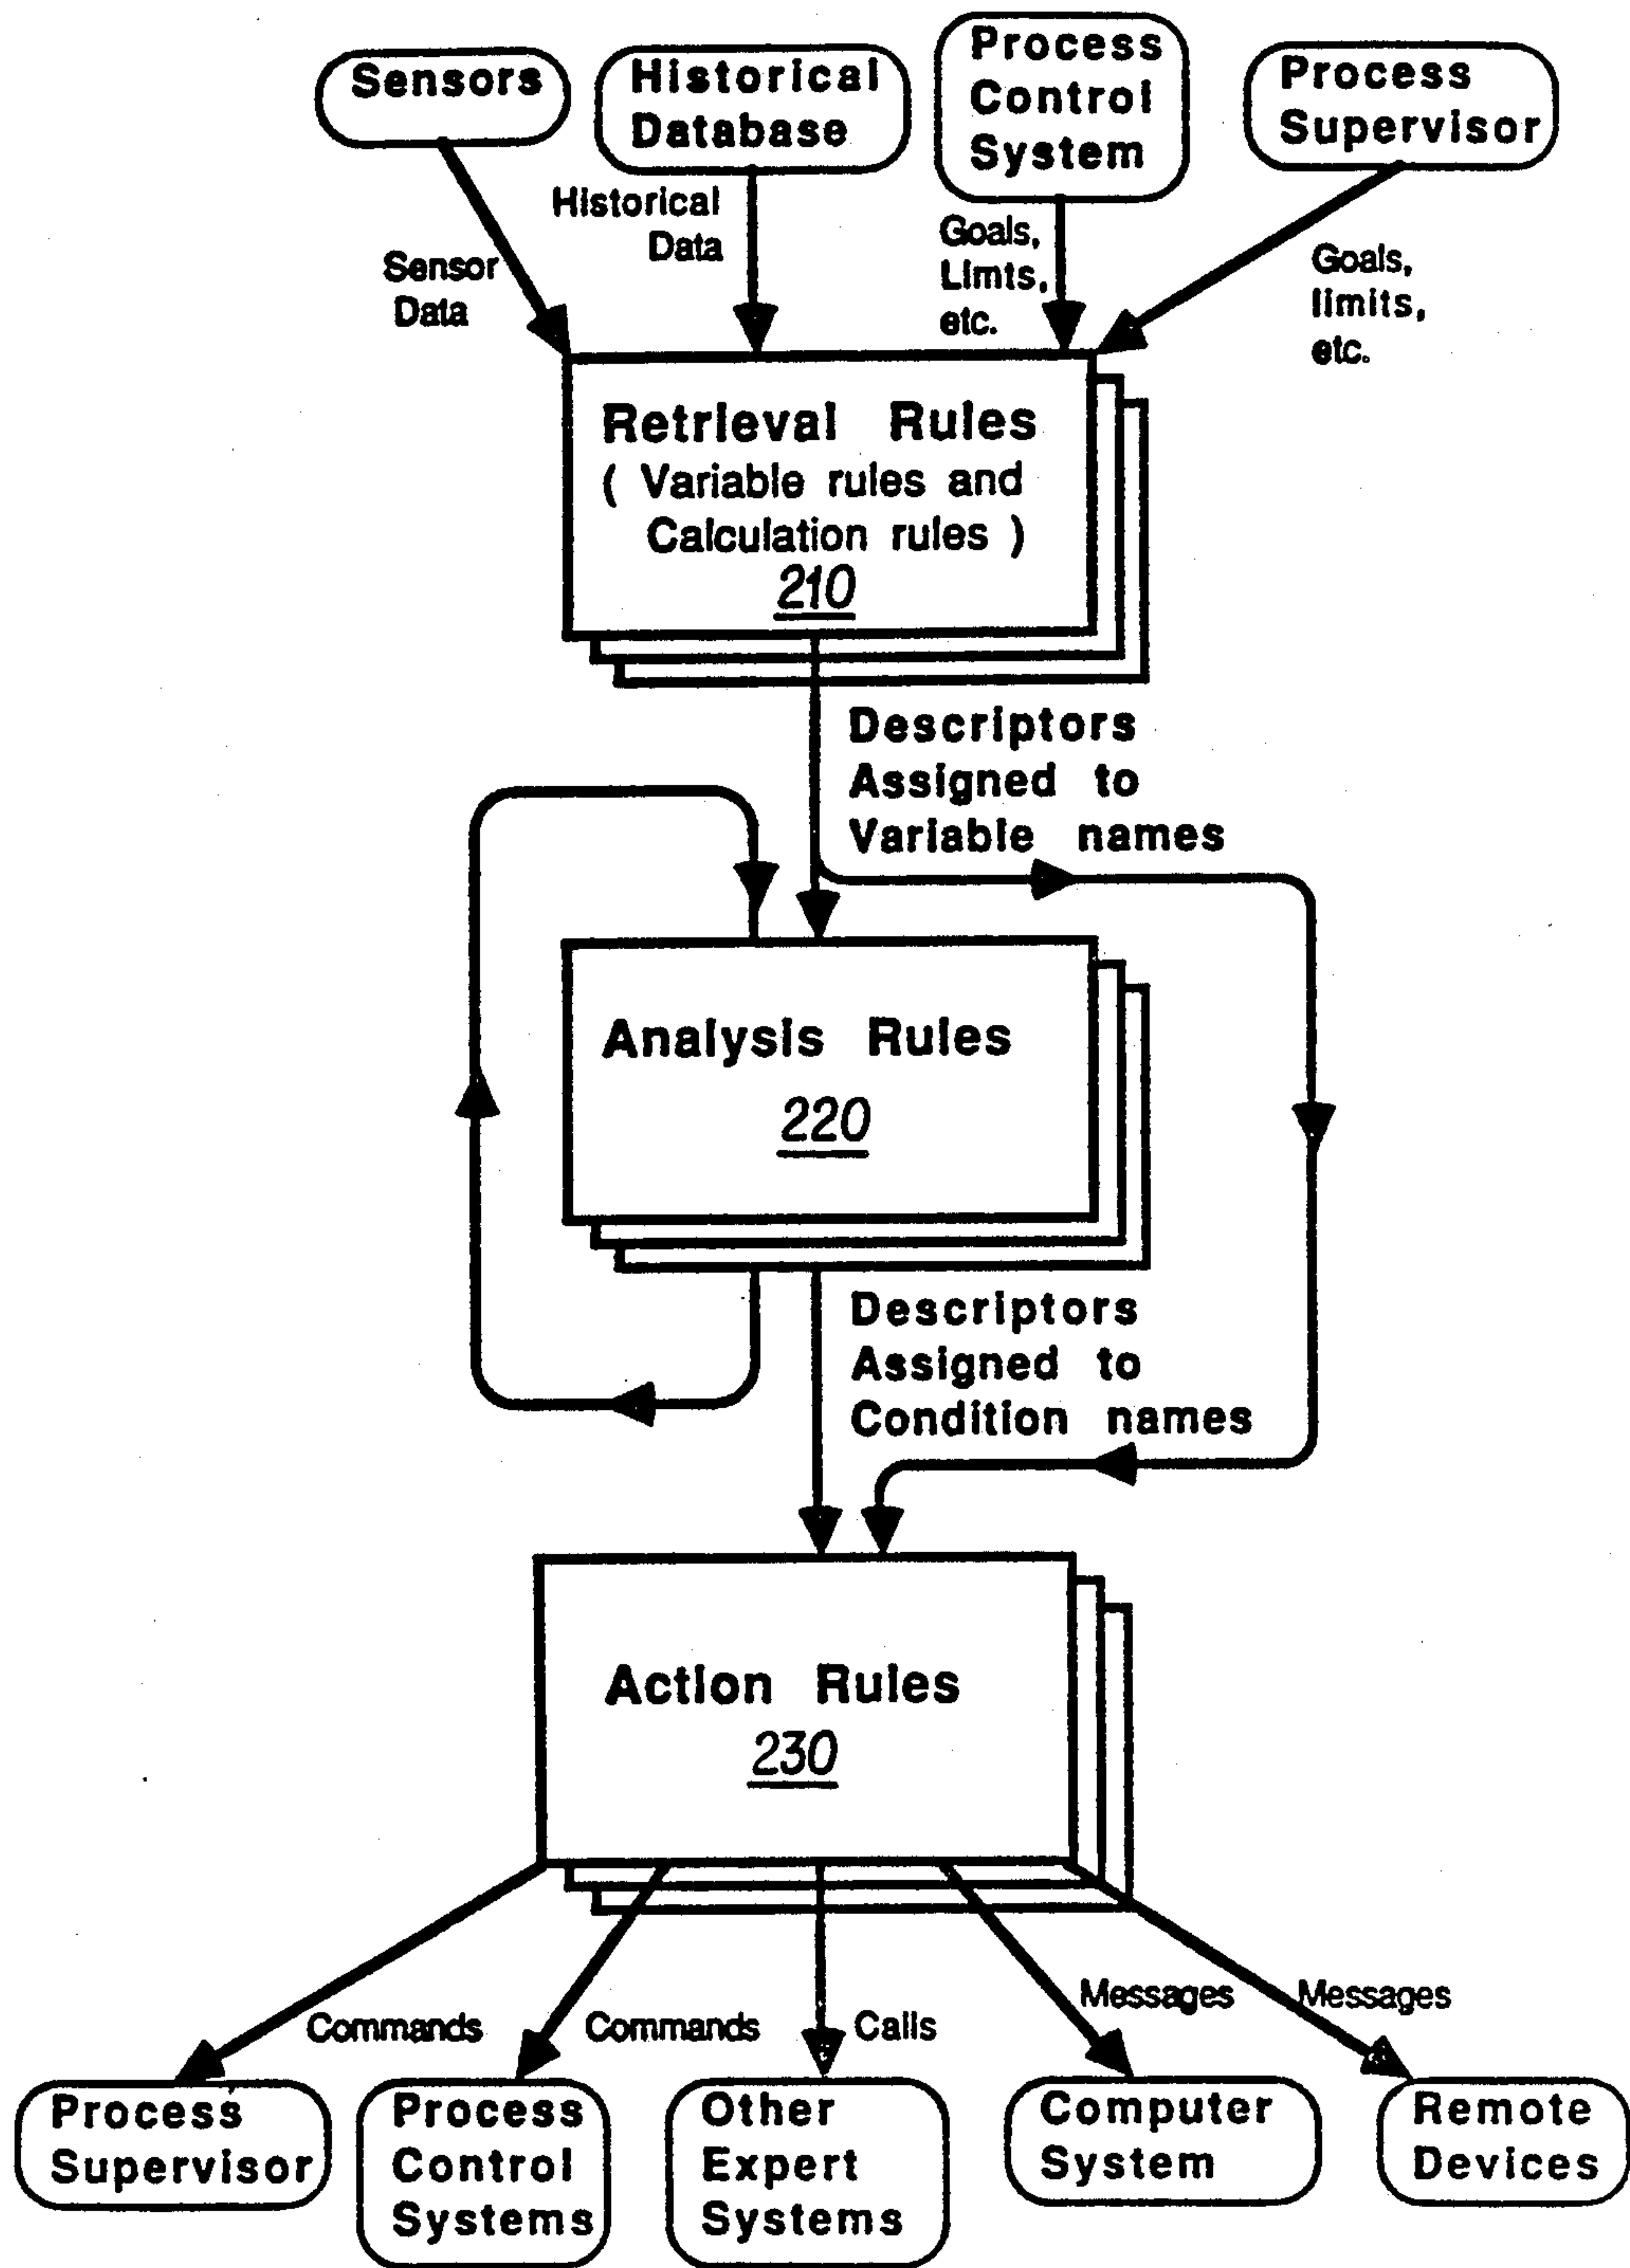 Sensors
Historical
Database
Process
Control
System
Process
Supervisor
Sensor
Data
Historical
Data
Goals,
Limts,
etc.
Goals,
limits,
etc.
Retrieval Rules
( Variable rules and
Calculation rules )
210
Descriptors
Assigned to
Variable names
Analysis Rules
220
Descriptors
Assigned to
Condition names
Action Rules
230
Commands
Commands
Calls
Messages
Messages
Process
Supervisor
Process
Control
Systems
Other
Expert
Systems
Computer
System
Remote
Devices